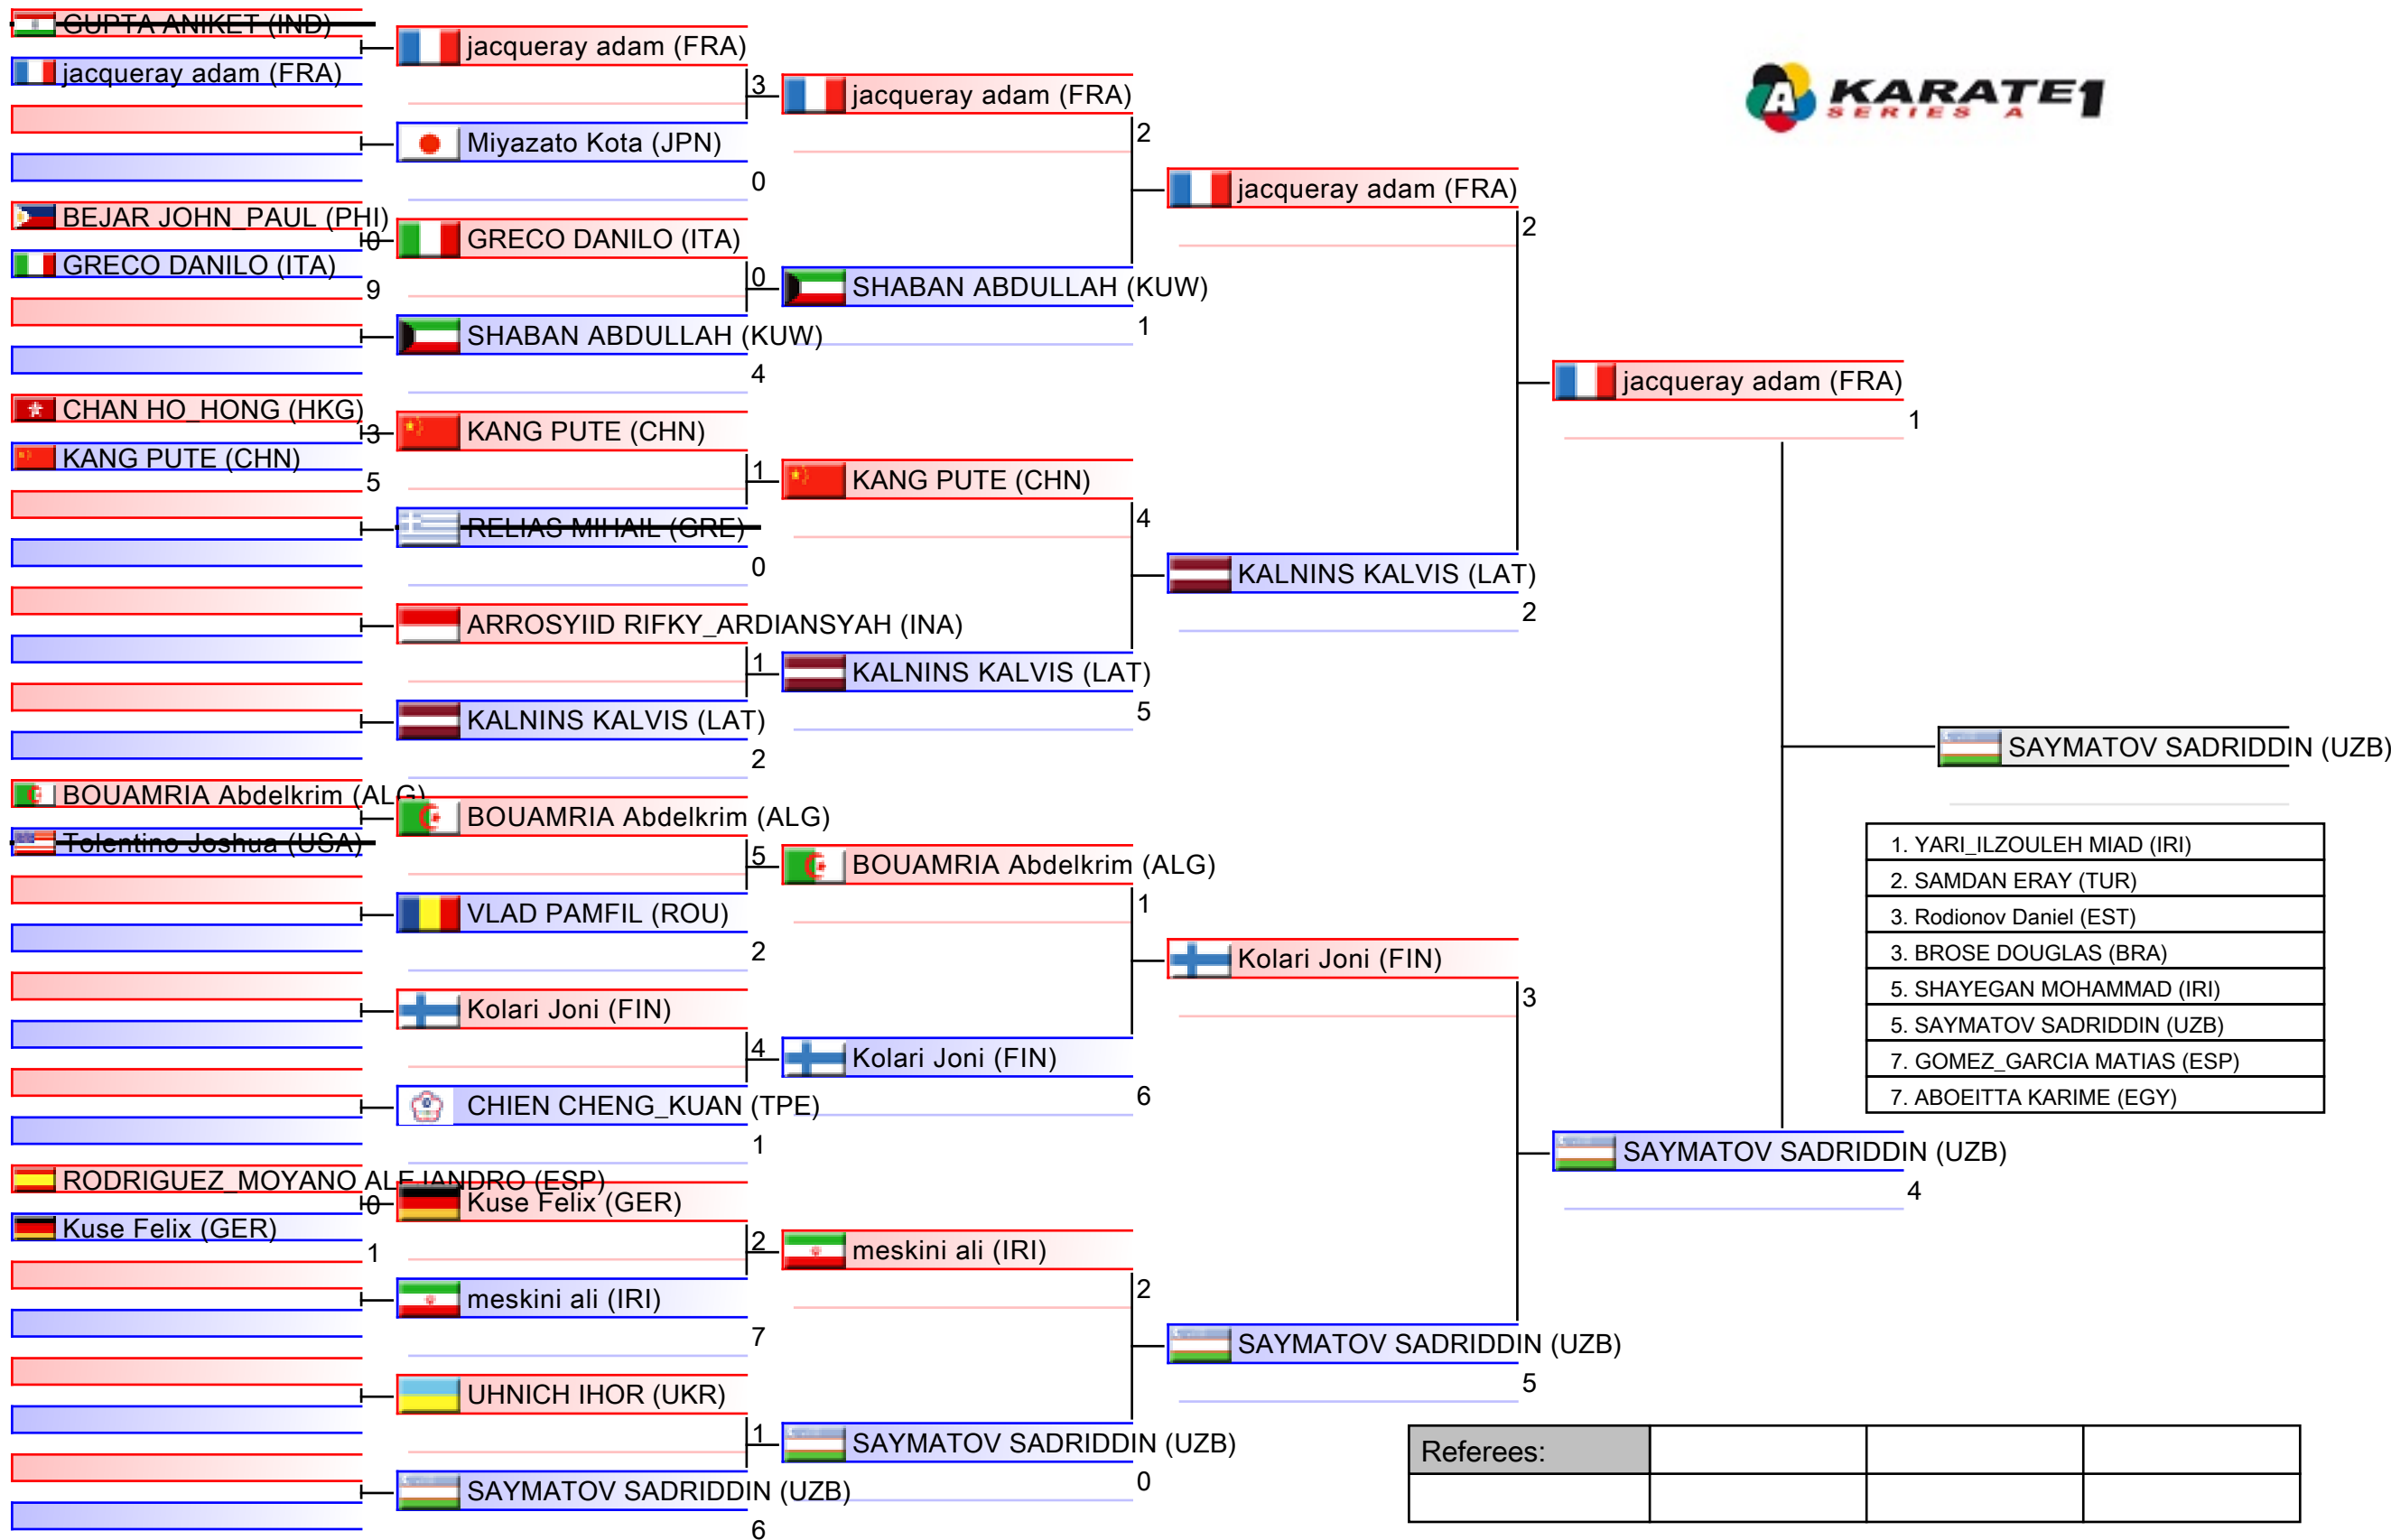 GUPTA ANIKET (IND)
jacqueray adam (FRA)
BEJAR JOHN_PAUL (PHI)
0
GRECO DANILO (ITA)
9
CHAN HO_HONG (HKG)
3
KANG PUTE (CHN)
5
BOUAMRIA Abdelkrim (ALG)
Tolentino Joshua (USA)
RODRIGUEZ_MOYANO ALEJANDRO (ESP)
0
Kuse Felix (GER)
1
jacqueray adam (FRA)
3
Miyazato Kota (JPN)
0
GRECO DANILO (ITA)
0
SHABAN ABDULLAH (KUW)
4
KANG PUTE (CHN)
1
RELIAS MIHAIL (GRE)
0
ARROSYIID RIFKY_ARDIANSYAH (INA)
1
KALNINS KALVIS (LAT)
2
BOUAMRIA Abdelkrim (ALG)
5
VLAD PAMFIL (ROU)
2
Kolari Joni (FIN)
4
CHIEN CHENG_KUAN (TPE)
1
Kuse Felix (GER)
2
meskini ali (IRI)
7
UHNICH IHOR (UKR)
1
SAYMATOV SADRIDDIN (UZB)
6
jacqueray adam (FRA)
2
SHABAN ABDULLAH (KUW)
1
KANG PUTE (CHN)
4
KALNINS KALVIS (LAT)
5
BOUAMRIA Abdelkrim (ALG)
1
Kolari Joni (FIN)
6
meskini ali (IRI)
2
SAYMATOV SADRIDDIN (UZB)
0
jacqueray adam (FRA)
2
KALNINS KALVIS (LAT)
2
Kolari Joni (FIN)
3
SAYMATOV SADRIDDIN (UZB)
5
jacqueray adam (FRA)
1
SAYMATOV SADRIDDIN (UZB)
4
A KARATE1
SERIES A
SAYMATOV SADRIDDIN (UZB)
1. YARI_ILZOULEH MIAD (IRI)
2. SAMDAN ERAY (TUR)
3. Rodionov Daniel (EST)
3. BROSE DOUGLAS (BRA)
5. SHAYEGAN MOHAMMAD (IRI)
5. SAYMATOV SADRIDDIN (UZB)
7. GOMEZ_GARCIA MATIAS (ESP)
7. ABOEITTA KARIME (EGY)
Referees: